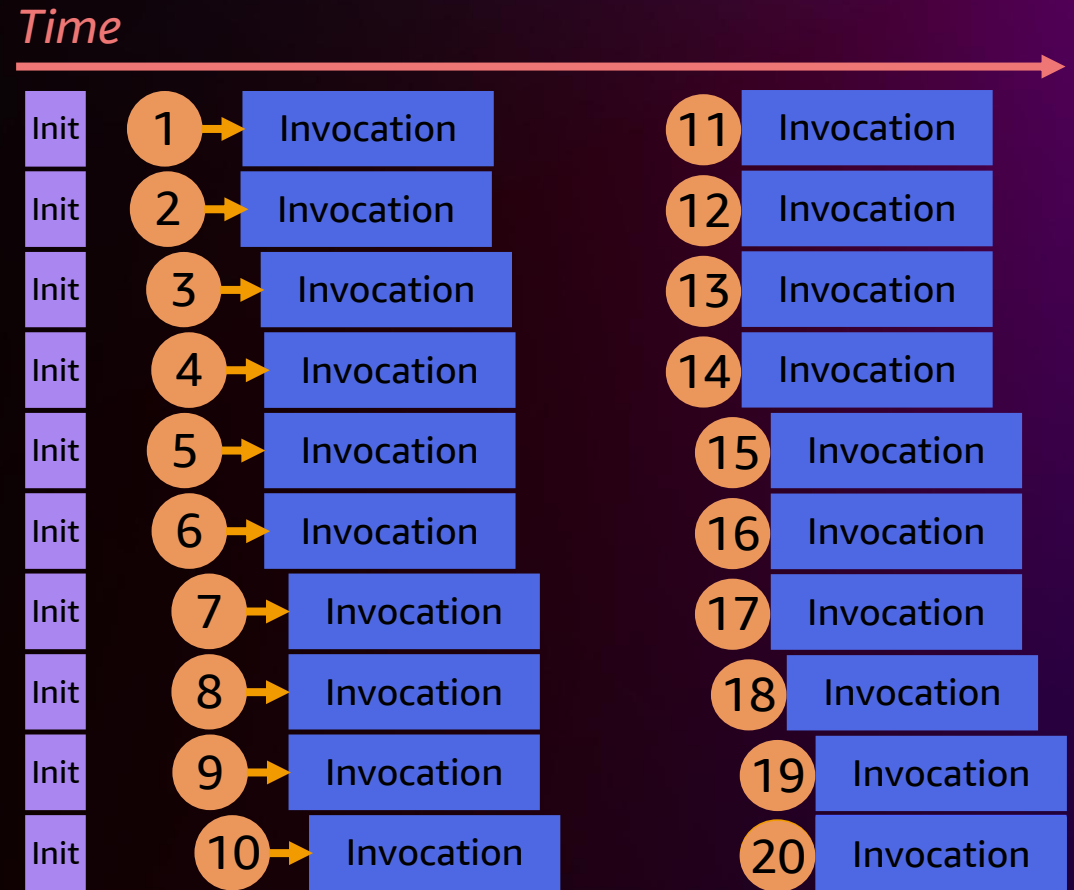 Time
Init 1 Invocation 11 Invocation
Init 2 Invocation 12 Invocation
Init 3 Invocation 13 Invocation
Init 4 Invocation 14 Invocation
Init 5 Invocation 15 Invocation
Init 6 Invocation 16 Invocation
Init 7 Invocation 17 Invocation
Init 8 Invocation 18 Invocation
Init 9 Invocation 19 Invocation
Init 10 Invocation 20 Invocation